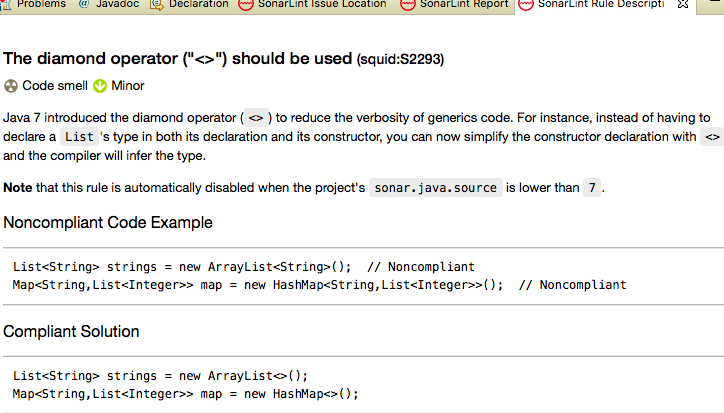 Problems @ Javadoc Declaration SonarLint Issue Location SonarLint Report SonarLint Rule Descripti
The diamond operator ("<>") should be used (squid:S2293)
Code smell Minor
Java 7 introduced the diamond operator ( <> ) to reduce the verbosity of generics code. For instance, instead of having to
declare a List 's type in both its declaration and its constructor, you can now simplify the constructor declaration with <>
and the compiler will infer the type.
Note that this rule is automatically disabled when the project's sonar.java.source is lower than 7 .
Noncompliant Code Example
List<String> strings = new ArrayList<String>();  // Noncompliant
Map<String,List<Integer>> map = new HashMap<String,List<Integer>>();  // Noncompliant
Compliant Solution
List<String> strings = new ArrayList<>();
Map<String,List<Integer>> map = new HashMap<>();